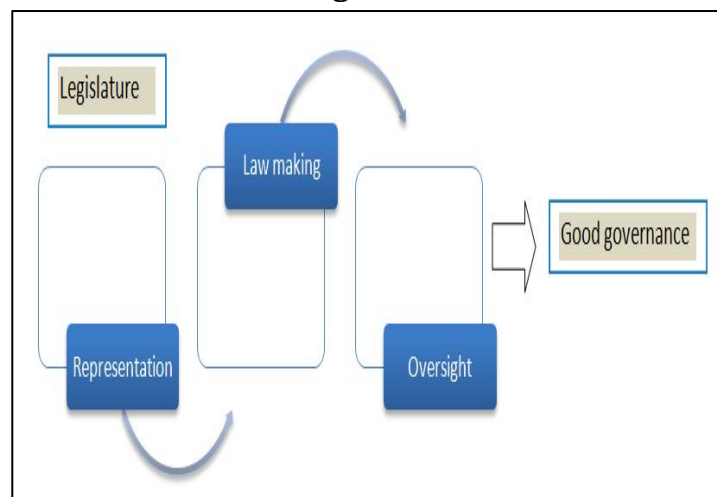 Legislature
Law making
Good governance
Representation
Oversight